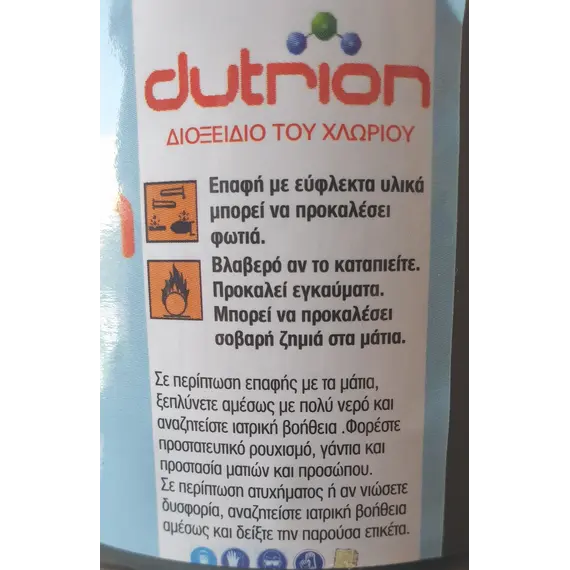 dutrion
ΔΙΟΞΕΙΔΙΟ ΤΟΥ ΧΛΩΡΙΟΥ
Επαφή με εύφλεκτα υλικά
μπορεί να προκαλέσει
φωτιά.
Βλαβερό αν το καταπιείτε.
Προκαλεί εγκαύματα.
Μπορεί να προκαλέσει
σοβαρή ζημιά στα μάτια.
Σε περίπτωση επαφής με τα μάτια,
ξεπλύνετε αμέσως με πολύ νερό και
αναζητείστε ιατρική βοήθεια .Φορέστε
προστατευτικό ρουχισμό, γάντια και
προστασία ματιών και προσώπου.
Σε περίπτωση ατυχήματος ή αν νιώσετε
δυσφορία, αναζητείστε ιατρική βοήθεια
αμέσως και δείξτε την παρούσα ετικέτα.